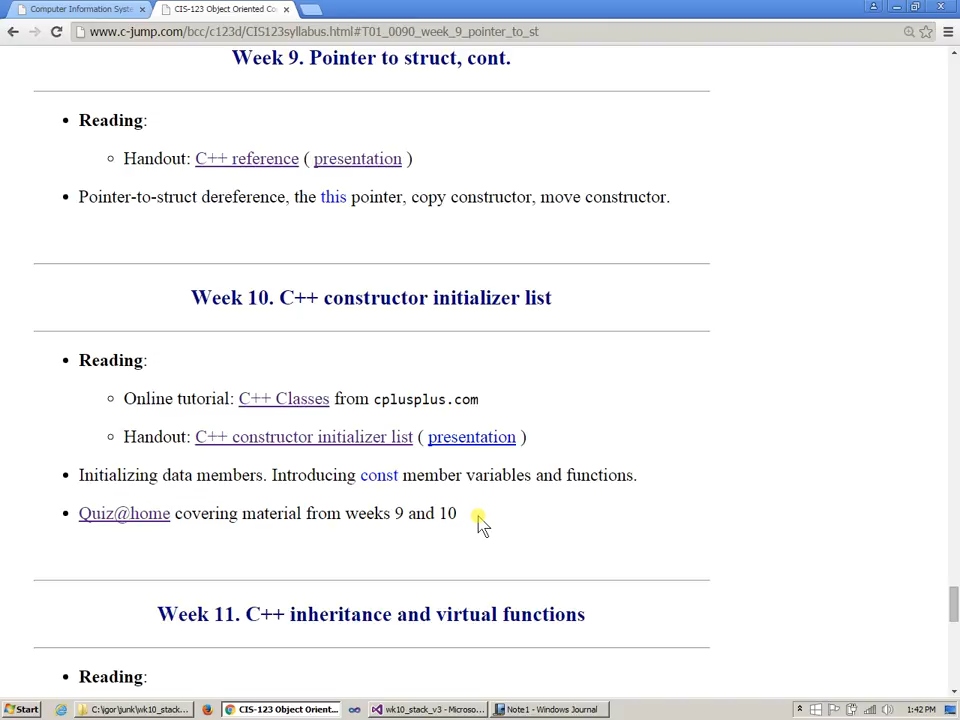 Computer Information Syste
CIS-123 Object Oriented Co
www.c-jump.com/bcc/c123d/CIS123syllabus.html#T01_0090_week_9_pointer_to_st
Week 9. Pointer to struct, cont.
• Reading:
◦ Handout: C++ reference ( presentation )
• Pointer-to-struct dereference, the this pointer, copy constructor, move constructor.
Week 10. C++ constructor initializer list
• Reading:
◦ Online tutorial: C++ Classes from cplusplus.com
◦ Handout: C++ constructor initializer list ( presentation )
• Initializing data members. Introducing const member variables and functions.
• Quiz@home covering material from weeks 9 and 10
Week 11. C++ inheritance and virtual functions
• Reading:
Start C:\igor\junk\wk10_stack... CIS-123 Object Orient... wk10_stack_v3 - Microso... Note1 - Windows Journal 1:42 PM